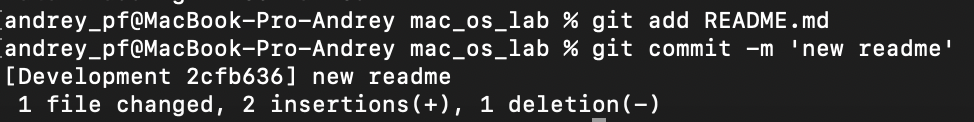 [andrey_pf@MacBook-Pro-Andrey mac_os_lab % git add README.md
[andrey_pf@MacBook-Pro-Andrey mac_os_lab % git commit -m 'new readme'
[Development 2cfb636] new readme
 1 file changed, 2 insertions(+), 1 deletion(-)